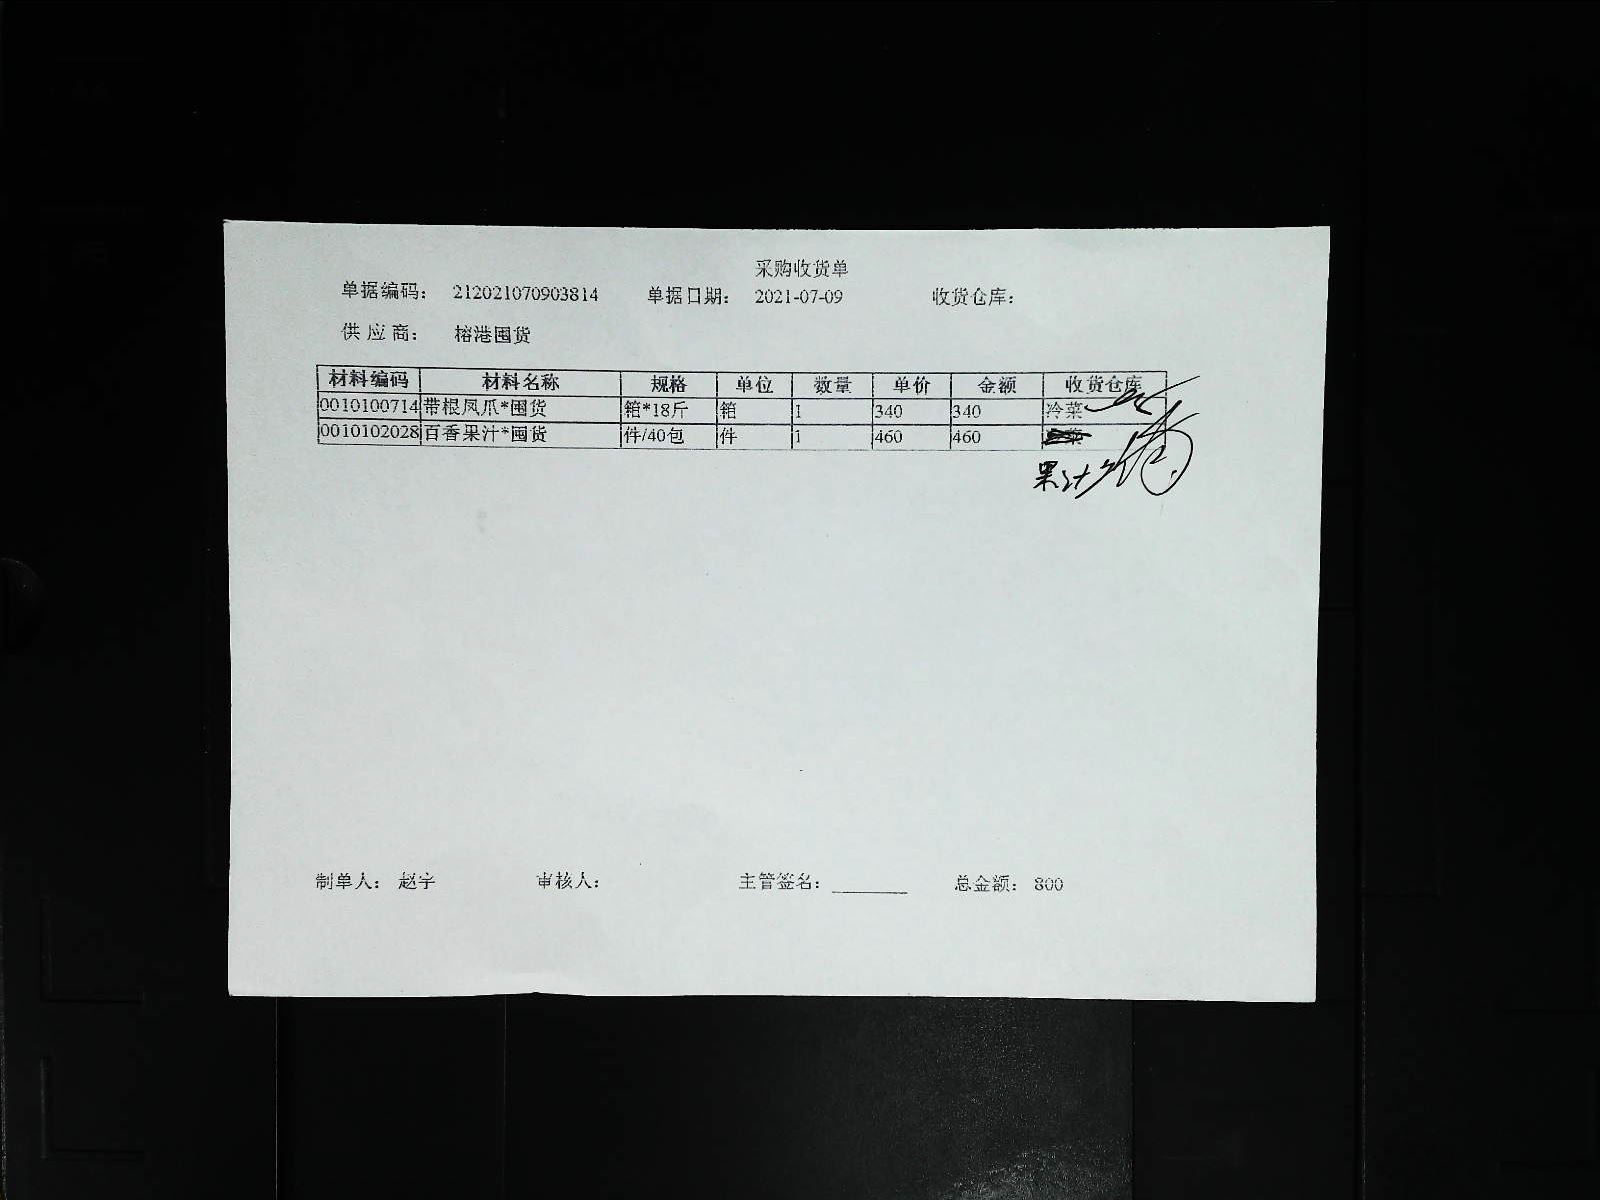 采购收货单
单据编码： 212021070903814 单据日期： 2021-07-09 收货仓库：
供 应 商： 榕港囤货
材料编码 材料名称 规格 单位 数量 单价 金额 收货仓库
0010100714 带根凤爪*囤货 箱*18斤 箱 1 340 340 冷菜
0010102028 百香果汁*囤货 件/40包 件 1 460 460
果汁
制单人： 赵宇 审核人： 主管签名： 总金额： 800